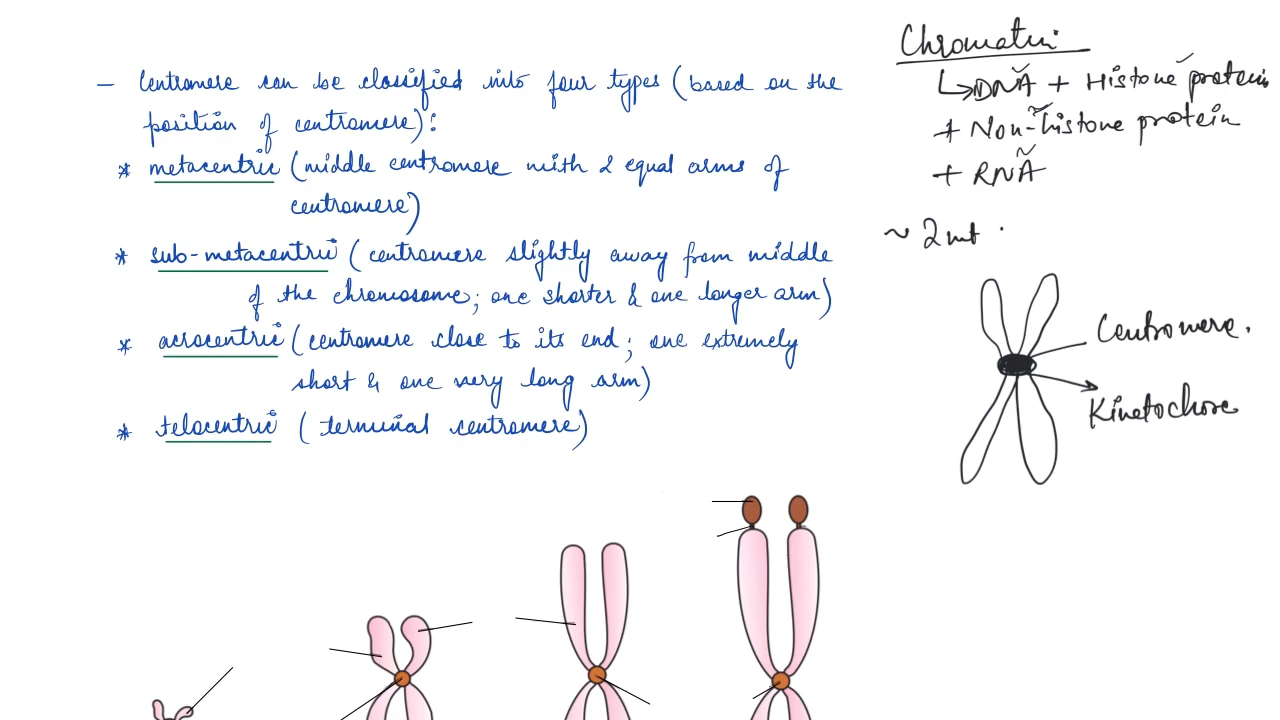 - Centromere can be classified into four types (based on the
position of centromere):
* metacentric (middle centromere with 2 equal arms of
centromere)
* sub-metacentric (centromere slightly away from middle
of the chromosome; one shorter & one longer arm)
* acrocentric (centromere close to its end; one extremely
short & one very long arm)
* telocentric (terminal centromere)
Chromatin
↳ DNA + Histone protein
+ Non-histone protein
+ RNA
~ 2 mt.
Centromere.
Kinetochore